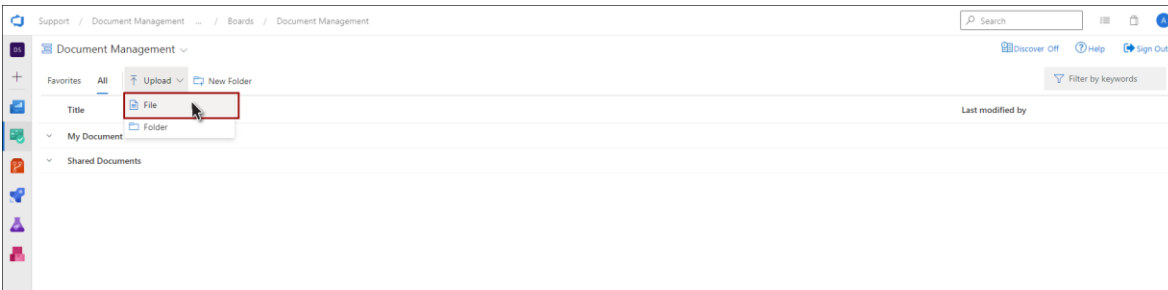 Support / Document Management ... / Boards / Document Management
Search
A
DS
Document Management
Discover Off
Help
Sign Out
Favorites
All
Upload
New Folder
Filter by keywords
File
Title
Last modified by
Folder
My Document
Shared Documents